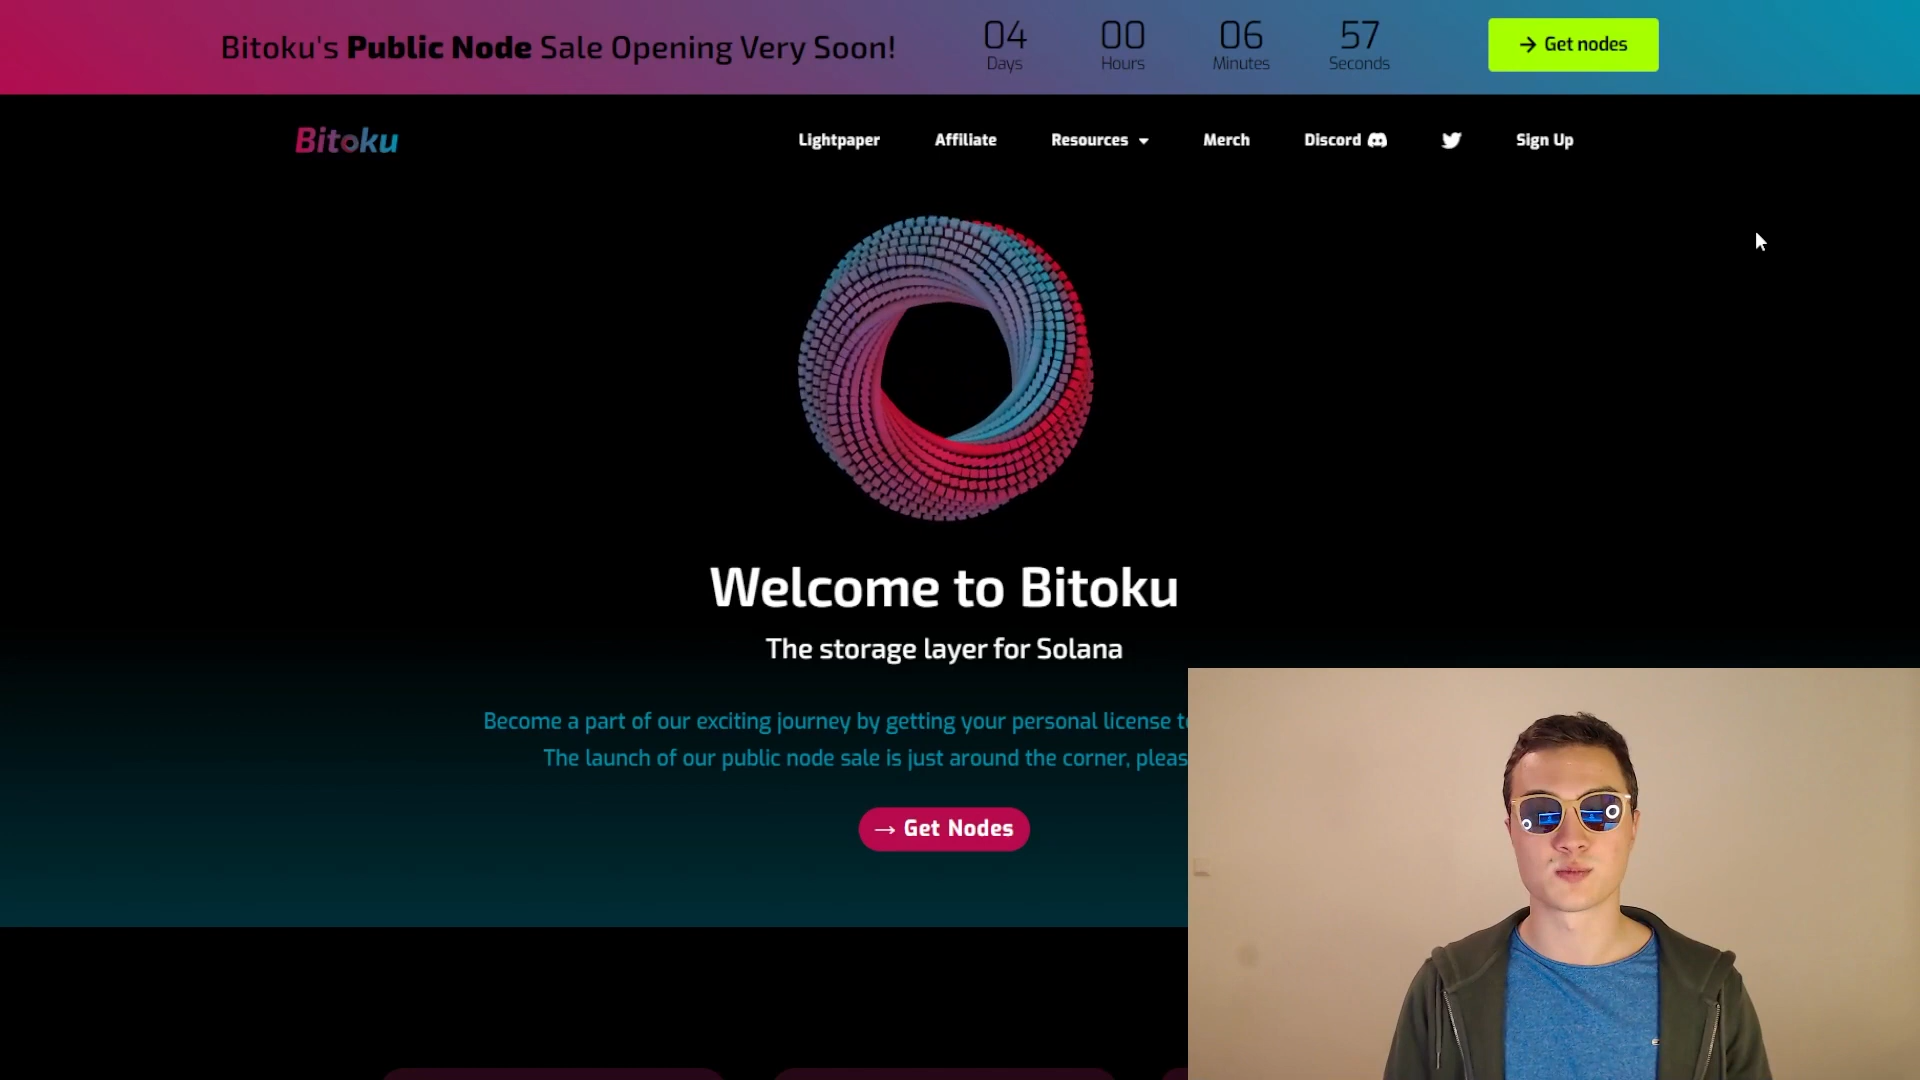 Bitoku's Public Node Sale Opening Very Soon!
04 Days
00 Hours
06 Minutes
57 Seconds
→ Get nodes
Bitoku
Lightpaper
Affiliate
Resources
Merch
Discord
Sign Up
Welcome to Bitoku
The storage layer for Solana
Become a part of our exciting journey by getting your personal license
The launch of our public node sale is just around the corner,
→ Get Nodes